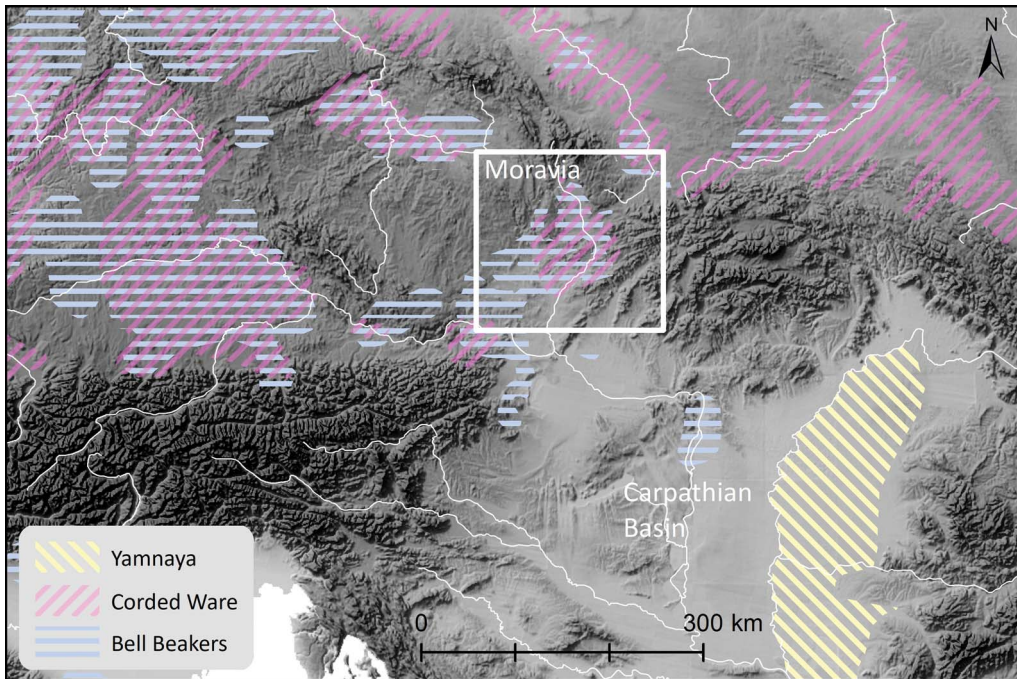 N
Moravia
Carpathian
Basin
Yamnaya
Corded Ware
Bell Beakers
0
300 km